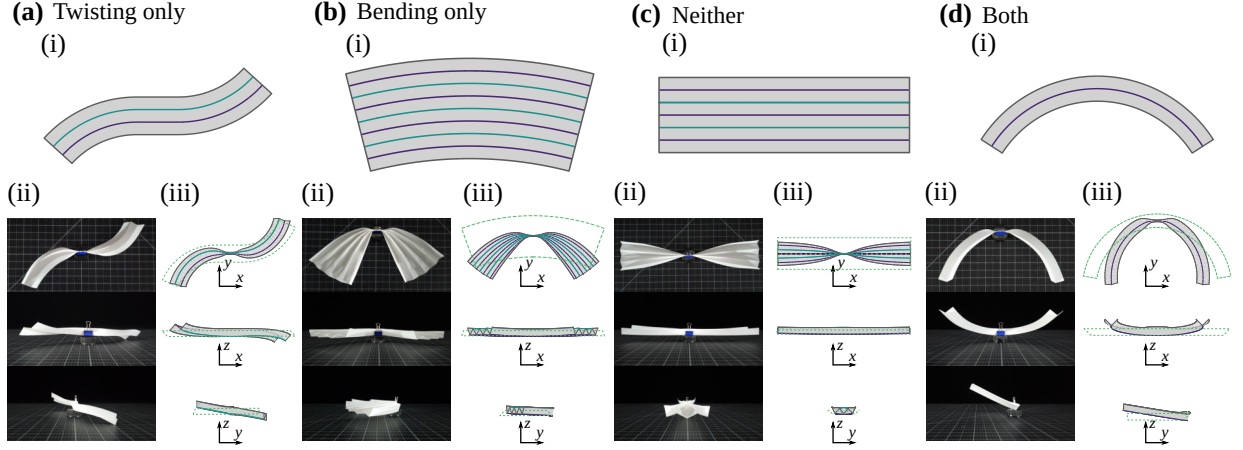 (a) Twisting only
(b) Bending only
(c) Neither
(d) Both
(i)
(i)
(i)
(i)
(ii)
(iii)
(ii)
(iii)
(ii)
(iii)
(ii)
(iii)
y
x
y
x
y
x
y
x
z
x
z
x
z
x
z
x
z
y
z
y
z
y
z
y